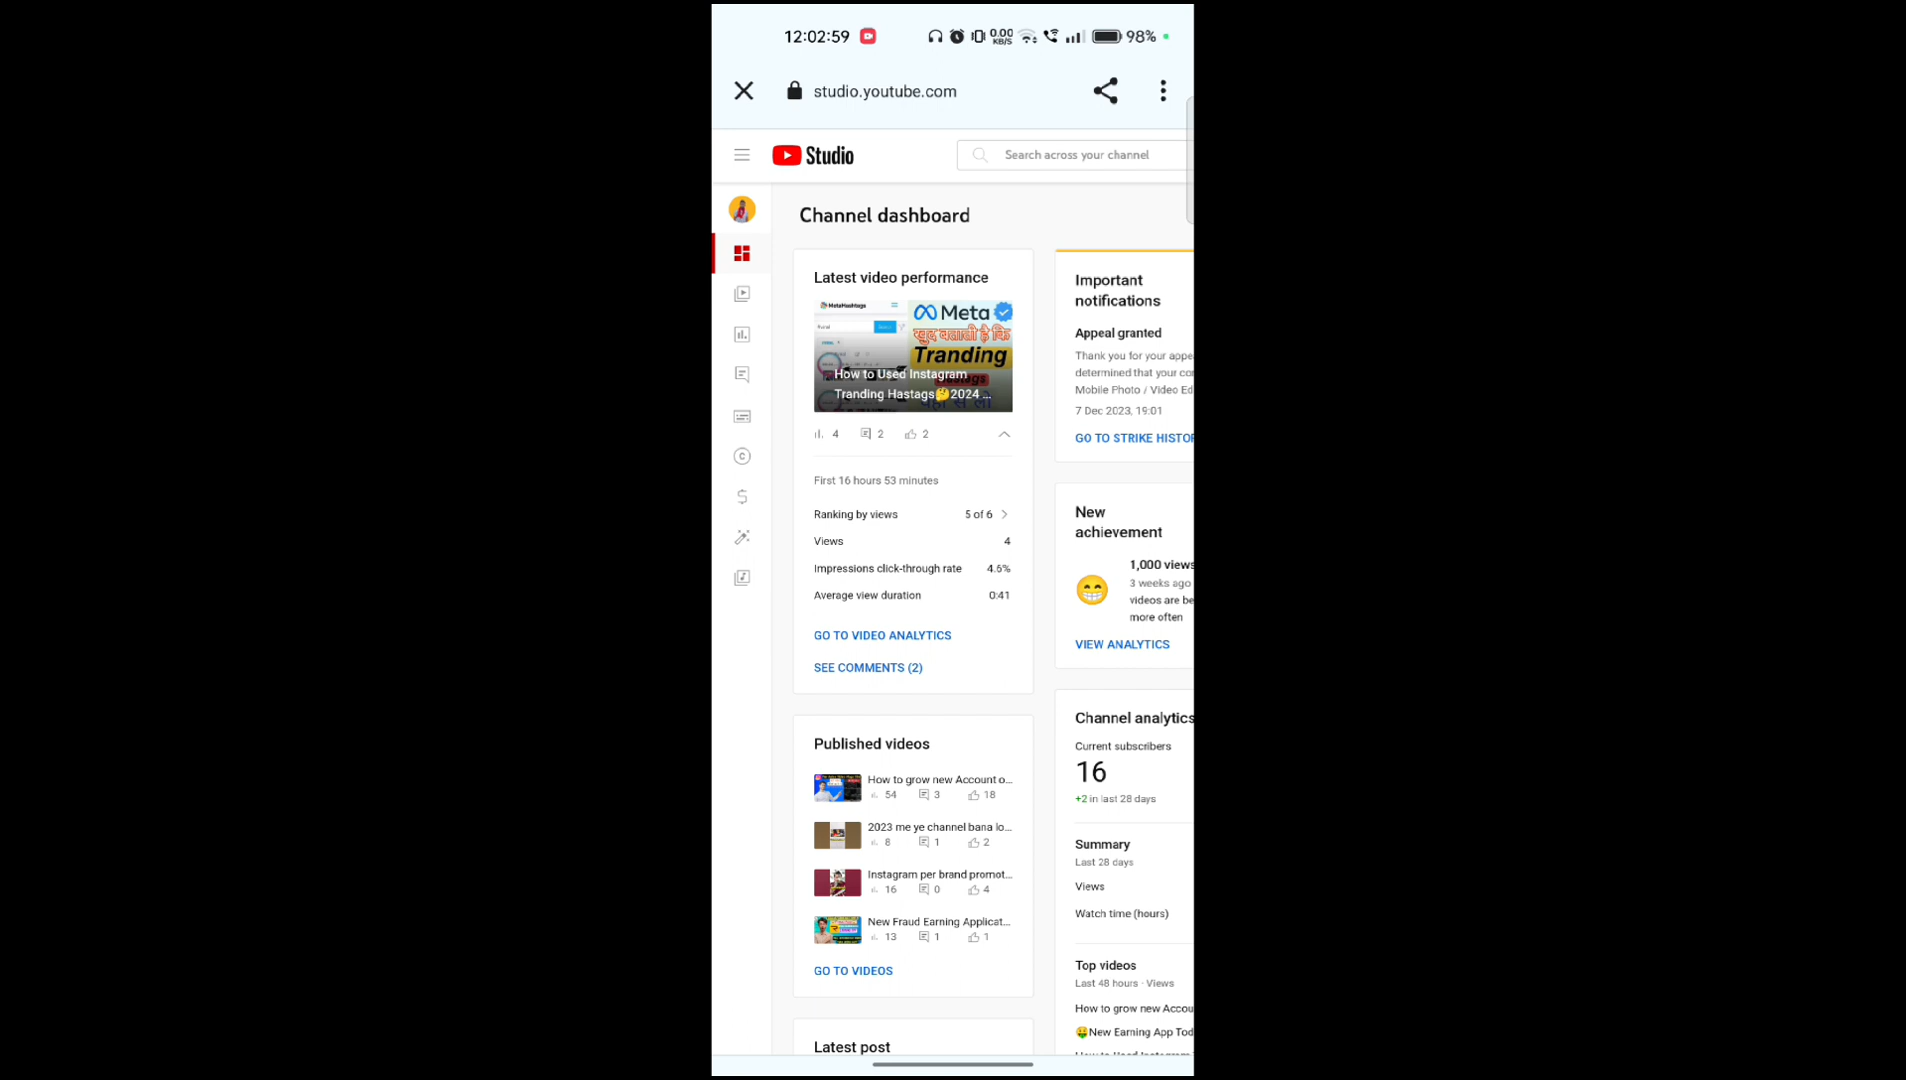 12:02:59
0.00
KB/S
98%
studio.youtube.com
Studio
Search across your channel
Channel dashboard
Latest video performance
MetaHashtags
Meta
खुद बताती है कि
Tranding
Hastags
यहां से लो
How to Used Instagram
Tranding Hastags🤔2024 ...
4 2 2
First 16 hours 53 minutes
Ranking by views 5 of 6
Views 4
Impressions click-through rate 4.6%
Average view duration 0:41
GO TO VIDEO ANALYTICS
SEE COMMENTS (2)
Published videos
How to grow new Account o...
54 3 18
2023 me ye channel bana lo...
8 1 2
Instagram per brand promot...
16 0 4
New Fraud Earning Applicat...
13 1 1
GO TO VIDEOS
Latest post
Important
notifications
Appeal granted
Thank you for your appe
determined that your cor
Mobile Photo / Video Ed
7 Dec 2023, 19:01
GO TO STRIKE HISTOR
New
achievement
1,000 views
3 weeks ago
videos are be
more often
VIEW ANALYTICS
Channel analytics
Current subscribers
16
+2 in last 28 days
Summary
Last 28 days
Views
Watch time (hours)
Top videos
Last 48 hours · Views
How to grow new Accou
🤑New Earning App Tod